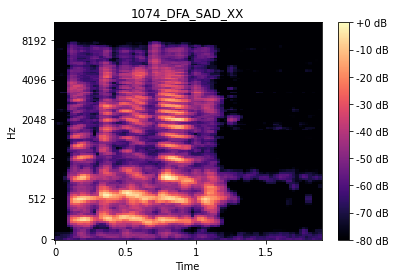 1074_DFA_SAD_XX
Hz
8192
4096
2048
1024
512
0
0
0.5
1
1.5
Time
+0 dB
-10 dB
-20 dB
-30 dB
-40 dB
-50 dB
-60 dB
-70 dB
-80 dB